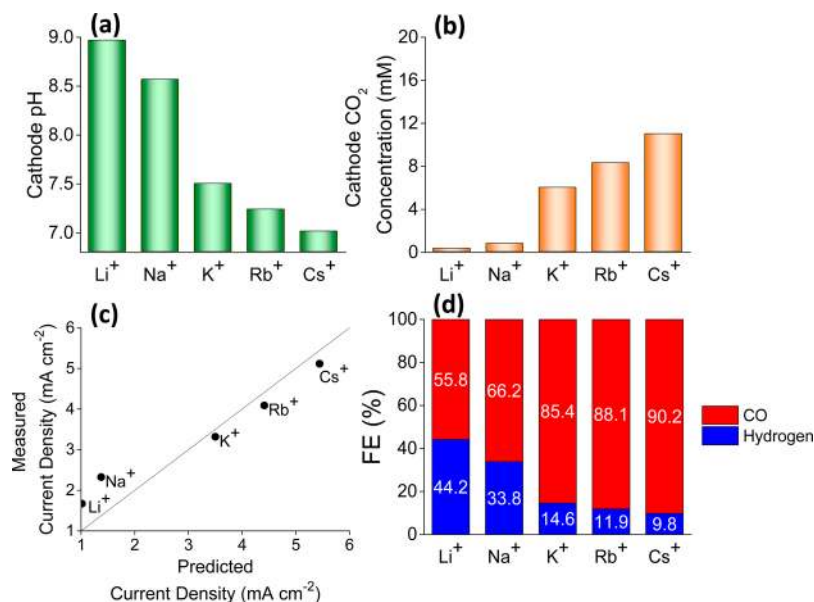 (a)
Cathode pH
9.0
8.5
8.0
7.5
7.0
Li+ Na+ K+ Rb+ Cs+
(b)
Cathode CO2
Concentration (mM)
20
16
12
8
4
0
Li+ Na+ K+ Rb+ Cs+
(c)
Measured
Current Density (mA cm-2)
6
5
4
3
2
1
Li+
Na+
K+
Rb+
Cs+
1 2 3 4 5 6
Predicted
Current Density (mA cm-2)
(d)
FE (%)
100
80
60
40
20
0
55.8 66.2 85.4 88.1 90.2
44.2 33.8 14.6 11.9 9.8
Li+ Na+ K+ Rb+ Cs+
CO
Hydrogen